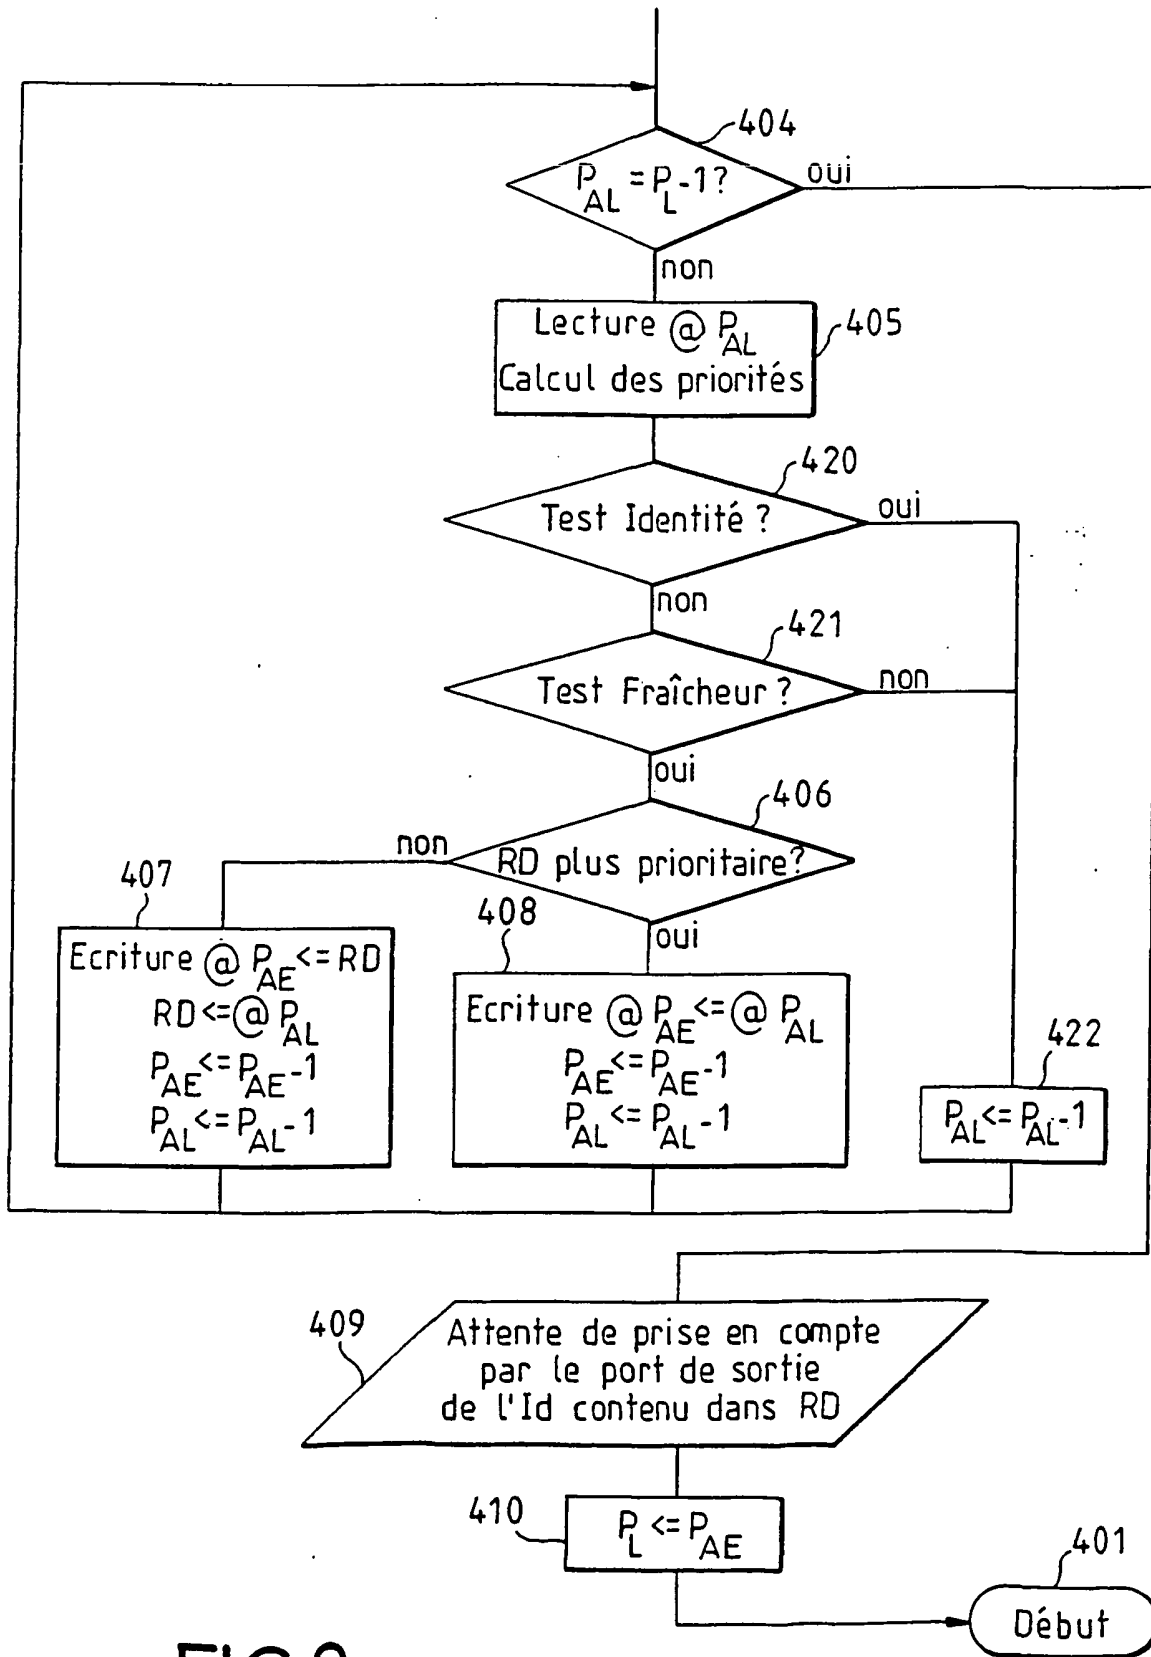 404
P_AL = P_L -1?
oui
non
Lecture @ P_AL
Calcul des priorités
405
420
Test Identité ?
oui
non
421
Test Fraîcheur ?
non
oui
406
RD plus prioritaire?
non
oui
407
Ecriture @ P_AE <= RD
RD <= @ P_AL
P_AE <= P_AE -1
P_AL <= P_AL -1
408
Ecriture @ P_AE <= @ P_AL
P_AE <= P_AE -1
P_AL <= P_AL -1
422
P_AL <= P_AL -1
409
Attente de prise en compte
par le port de sortie
de l'Id contenu dans RD
410
P_L <= P_AE
401
Début